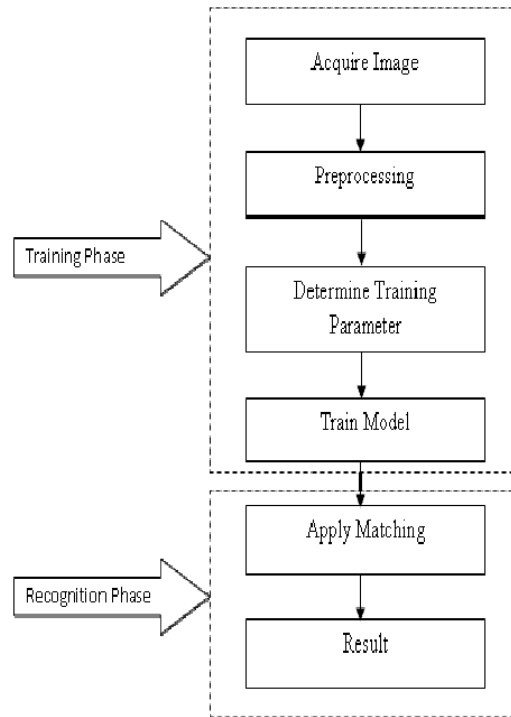 Acquire Image
Preprocessing
Training Phase
Determine Training
Parameter
Train Model
Apply Matching
Recognition Phase
Result